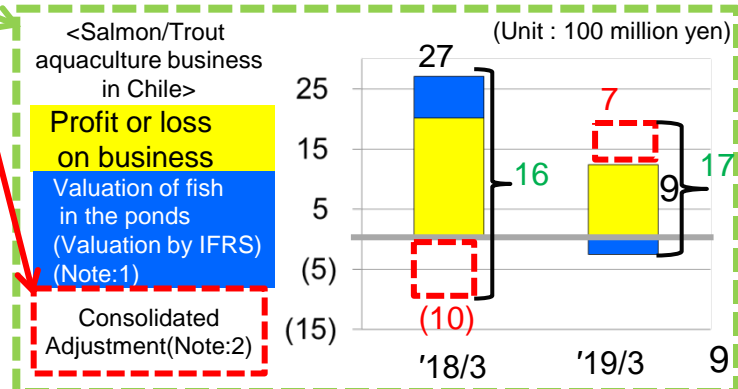 <Salmon/Trout
aquaculture business
in Chile>
Profit or loss
on business
Valuation of fish
in the ponds
(Valuation by IFRS)
(Note:1)
Consolidated
Adjustment(Note:2)
(Unit : 100 million yen)
25
15
5
(5)
(15)
27
16
(10)
7
9
17
'18/3
'19/3
9